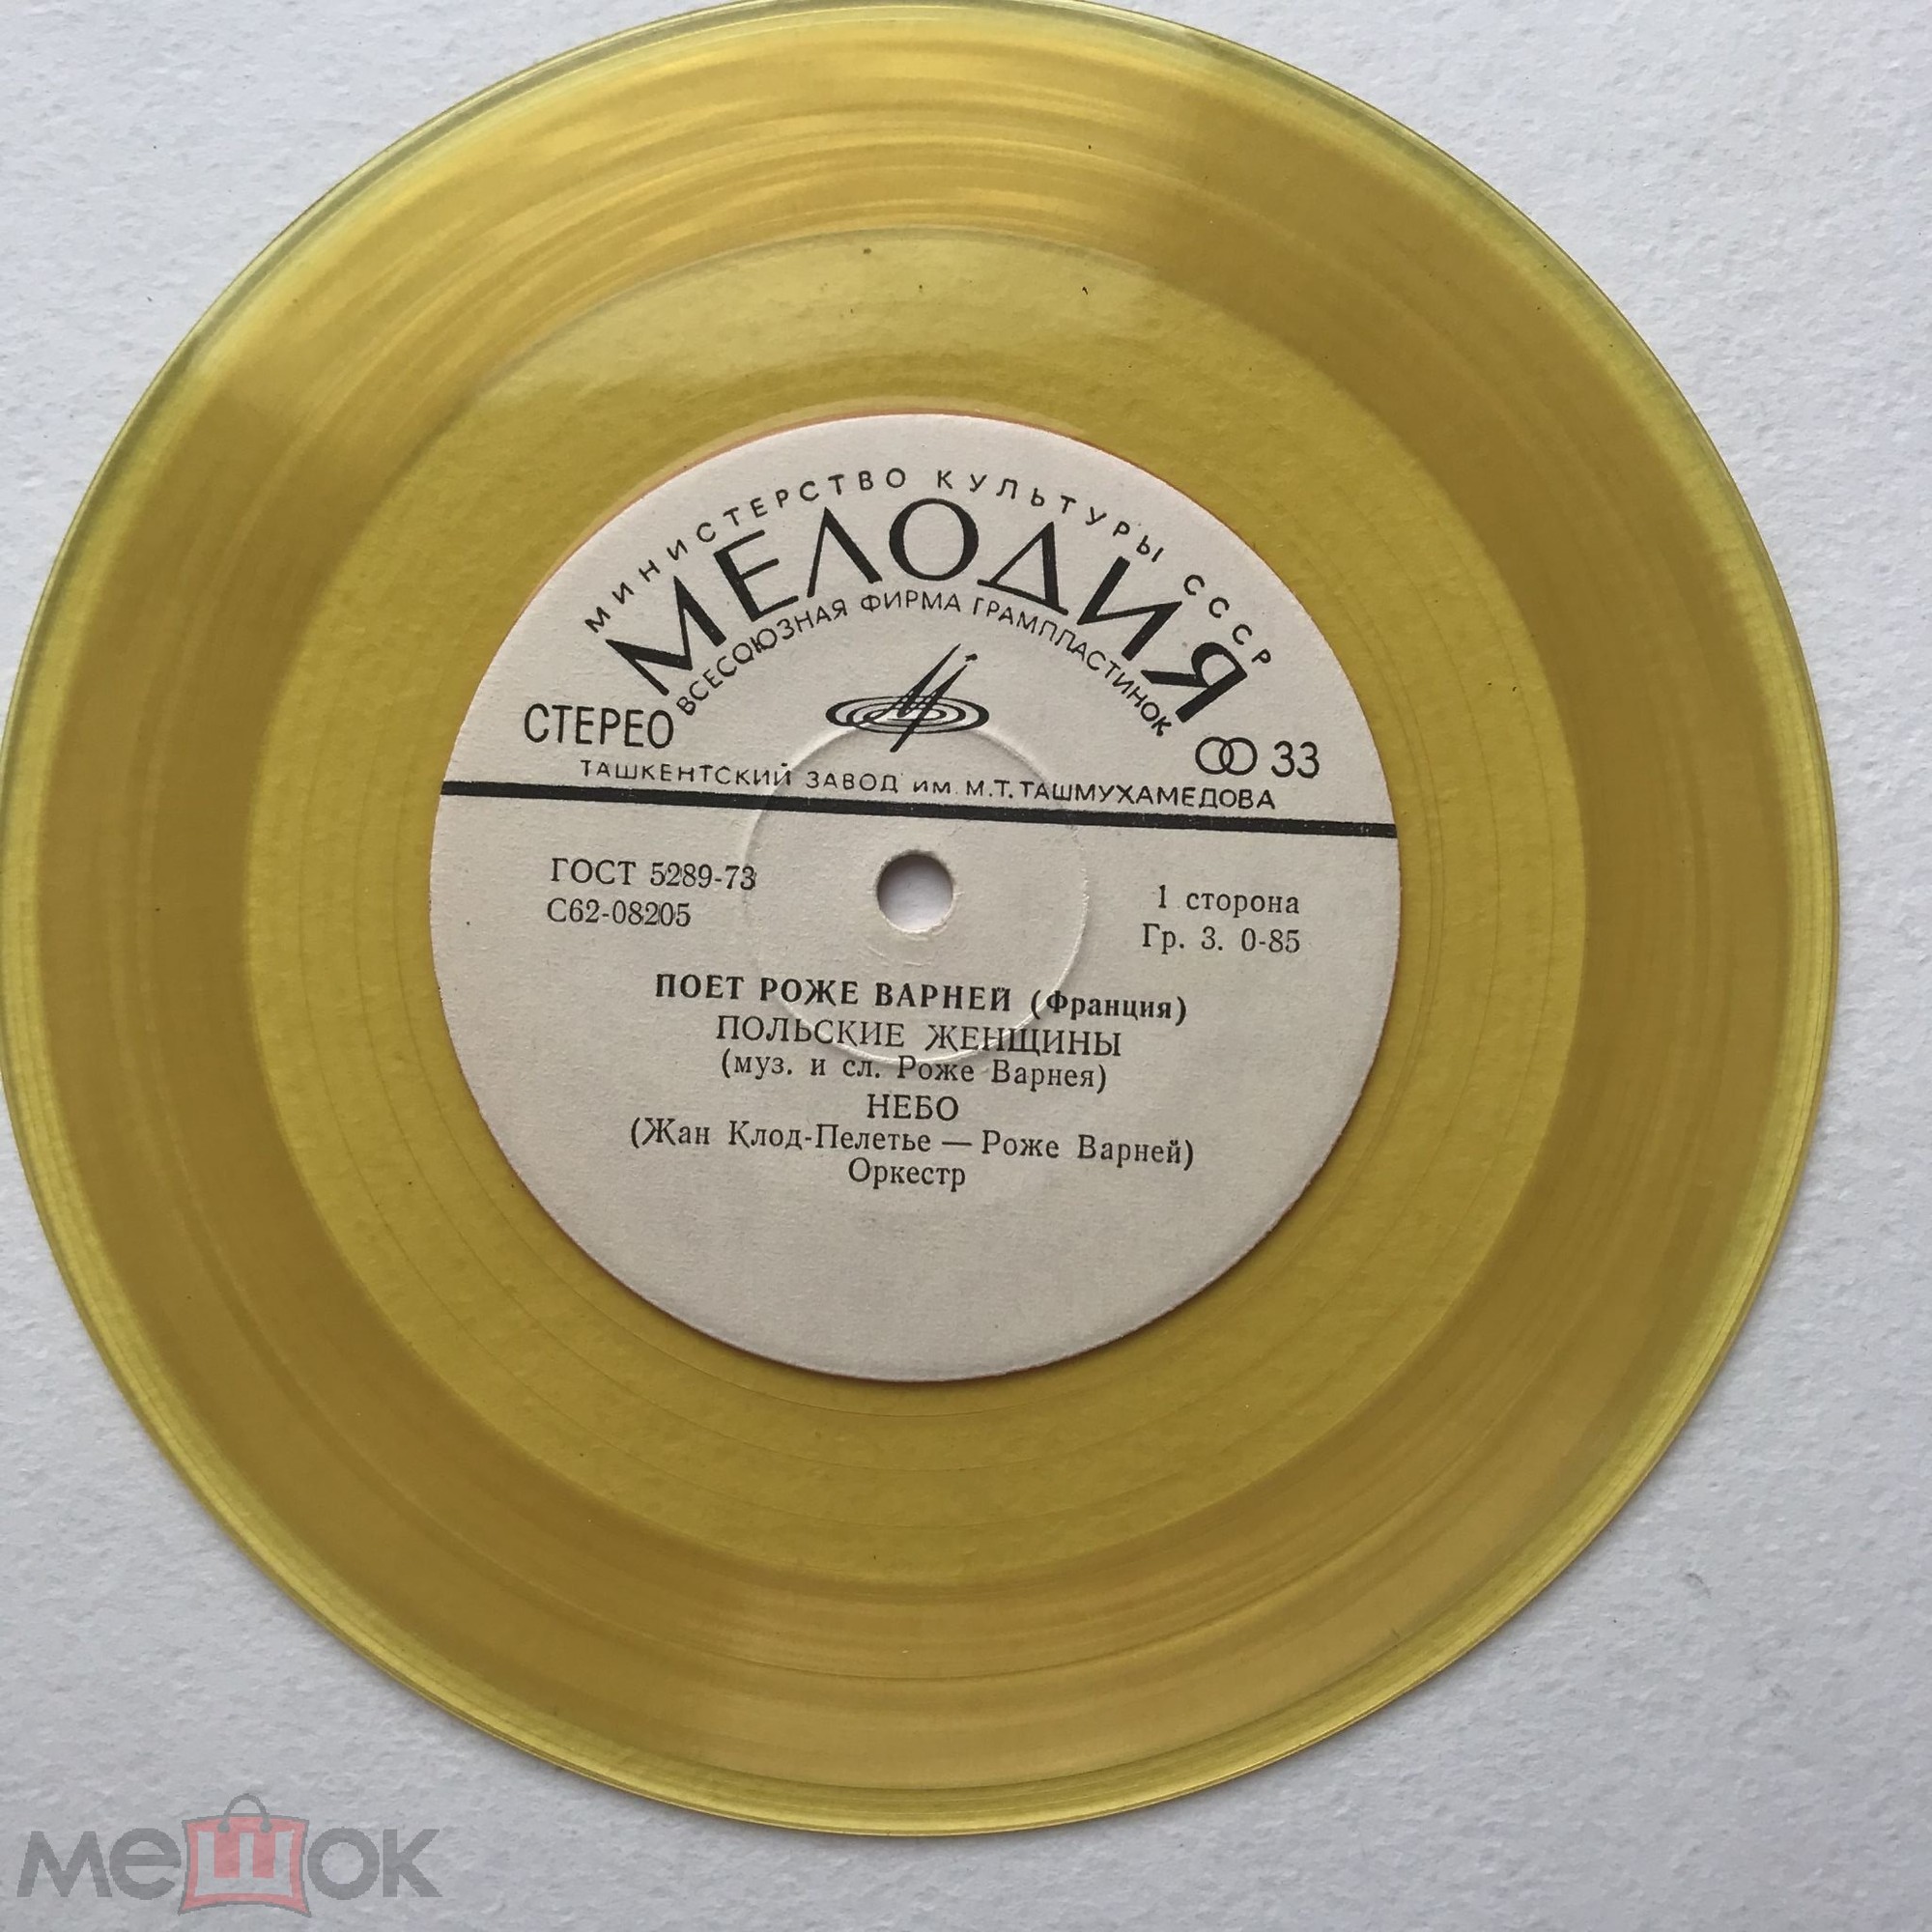 МИНИСТЕРСТВО КУЛЬТУРЫ СССР
МЕЛОДИЯ
ВСЕСОЮЗНАЯ ФИРМА ГРАМПЛАСТИНОК
СТЕРЕО
33
ТАШКЕНТСКИЙ ЗАВОД им. М.Т. ТАШМУХАМЕДОВА
ГОСТ 5289-73
С62-08205
1 сторона
Гр. 3. 0-85
ПОЕТ РОЖЕ ВАРНЕЙ (Франция)
ПОЛЬСКИЕ ЖЕНЩИНЫ
(муз. и сл. Роже Варнея)
НЕБО
(Жан Клод-Пелетье — Роже Варней)
Оркестр
мешок